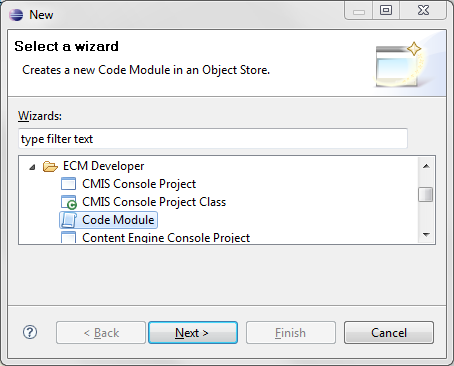 New
Select a wizard
Creates a new Code Module in an Object Store.
Wizards:
type filter text
ECM Developer
CMIS Console Project
CMIS Console Project Class
Code Module
Content Engine Console Project
?
< Back
Next >
Finish
Cancel